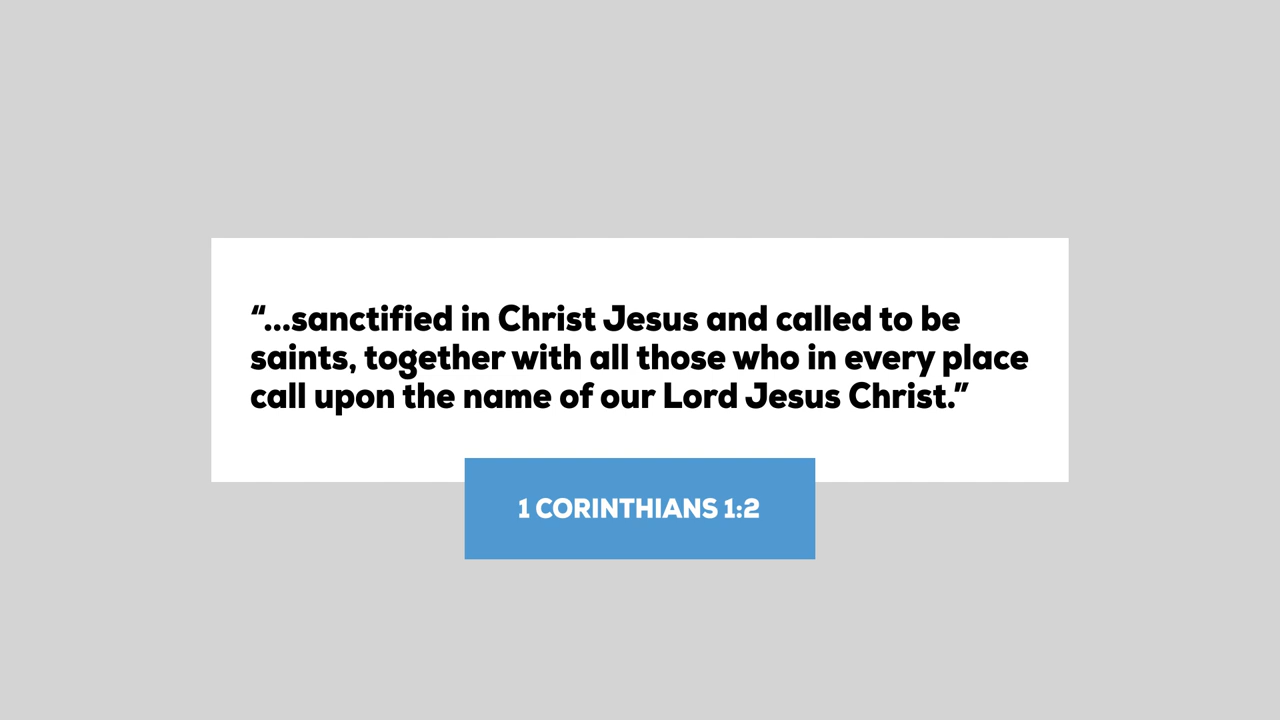 “...sanctified in Christ Jesus and called to be
saints, together with all those who in every place
call upon the name of our Lord Jesus Christ.”
1 CORINTHIANS 1:2